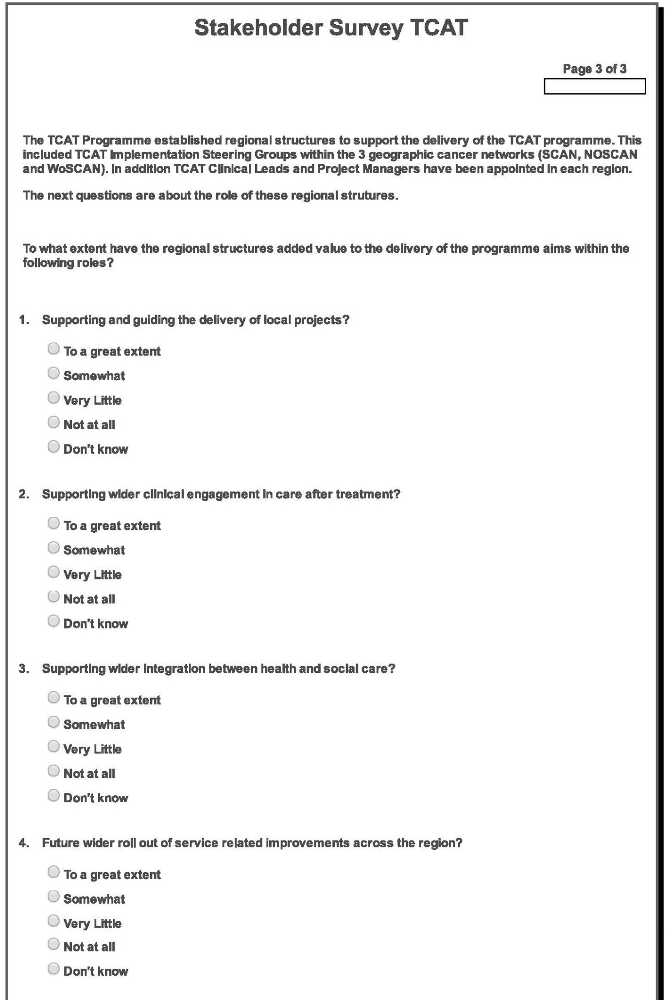 Stakeholder Survey TCAT
Page 3 of 3
The TCAT Programme established regional structures to support the delivery of the TCAT programme. This
included TCAT Implementation Steering Groups within the 3 geographic cancer networks (SCAN, NOSCAN
and WoSCAN). In addition TCAT Clinical Leads and Project Managers have been appointed in each region.
The next questions are about the role of these regional strutures.
To what extent have the regional structures added value to the delivery of the programme aims within the
following roles?
1. Supporting and guiding the delivery of local projects?
To a great extent
Somewhat
Very Little
Not at all
Don't know
2. Supporting wider clinical engagement in care after treatment?
To a great extent
Somewhat
Very Little
Not at all
Don't know
3. Supporting wider integration between health and social care?
To a great extent
Somewhat
Very Little
Not at all
Don't know
4. Future wider roll out of service related improvements across the region?
To a great extent
Somewhat
Very Little
Not at all
Don't know